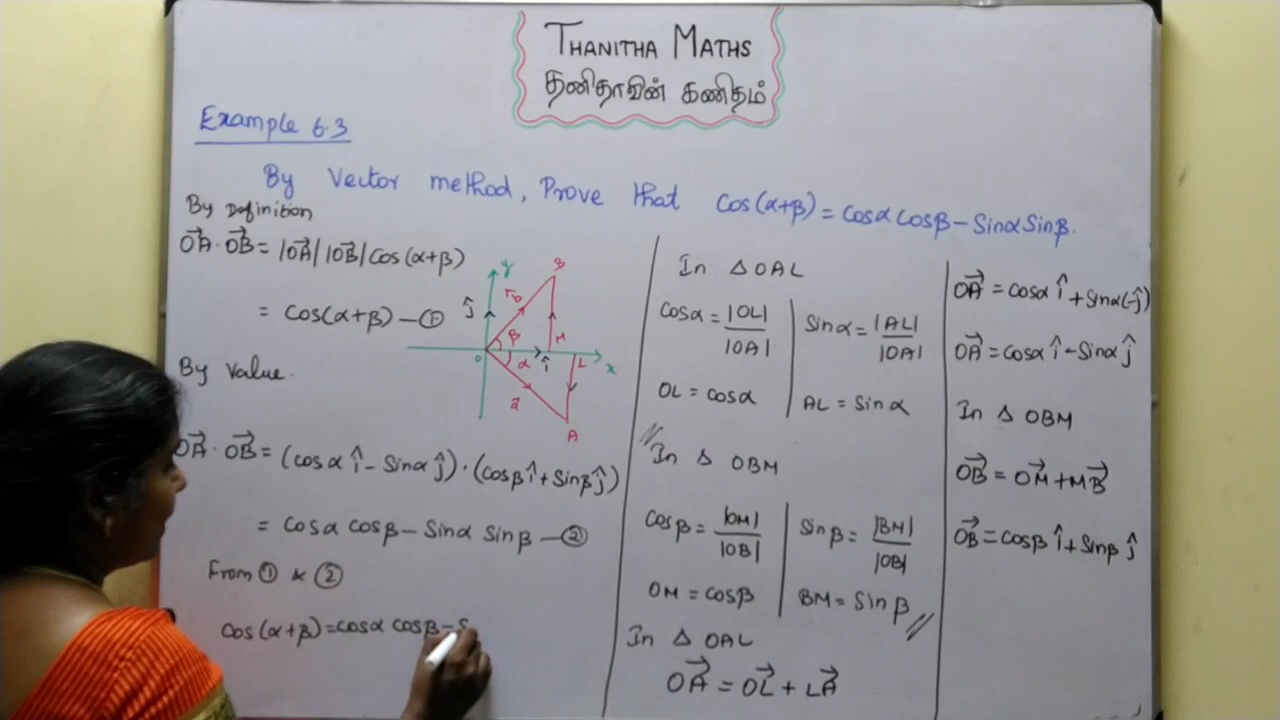 THANITHA MATHS
தனிதாவின் கணிதம்
Example 6.3
By Vector method, Prove that Cos(α+β) = Cosα Cosβ − Sinα Sinβ.
By Definition
OA⃗ · OB⃗ = |OA⃗| |OB⃗| Cos(α+β)
= Cos(α+β) — ①
By Value.
OA⃗ · OB⃗ = (Cosα î − Sinα ĵ) · (Cosβ î + Sinβ ĵ)
= Cosα Cosβ − Sinα Sinβ — ②
From ① & ②
Cos(α+β) = Cosα Cosβ − S
y
B
b⃗
ĵ
β
M
O
α
î
L
x
a⃗
A
In Δ OAL
Cosα = |OL| / |OA|
Sinα = |AL| / |OA|
OL = Cosα
AL = Sinα
In Δ OBM
Cosβ = |OM| / |OB|
Sinβ = |BM| / |OB|
OM = Cosβ
BM = Sinβ
In Δ OAL
OA⃗ = OL⃗ + LA⃗
OA⃗ = Cosα î + Sinα(−ĵ)
OA⃗ = Cosα î − Sinα ĵ
In Δ OBM
OB⃗ = OM⃗ + MB⃗
OB⃗ = Cosβ î + Sinβ ĵ